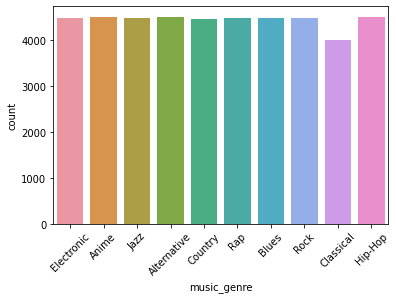 4000
3000
2000
1000
0
count
Electronic
Anime
Jazz
Alternative
Country
Rap
Blues
Rock
Classical
Hip-Hop
music_genre